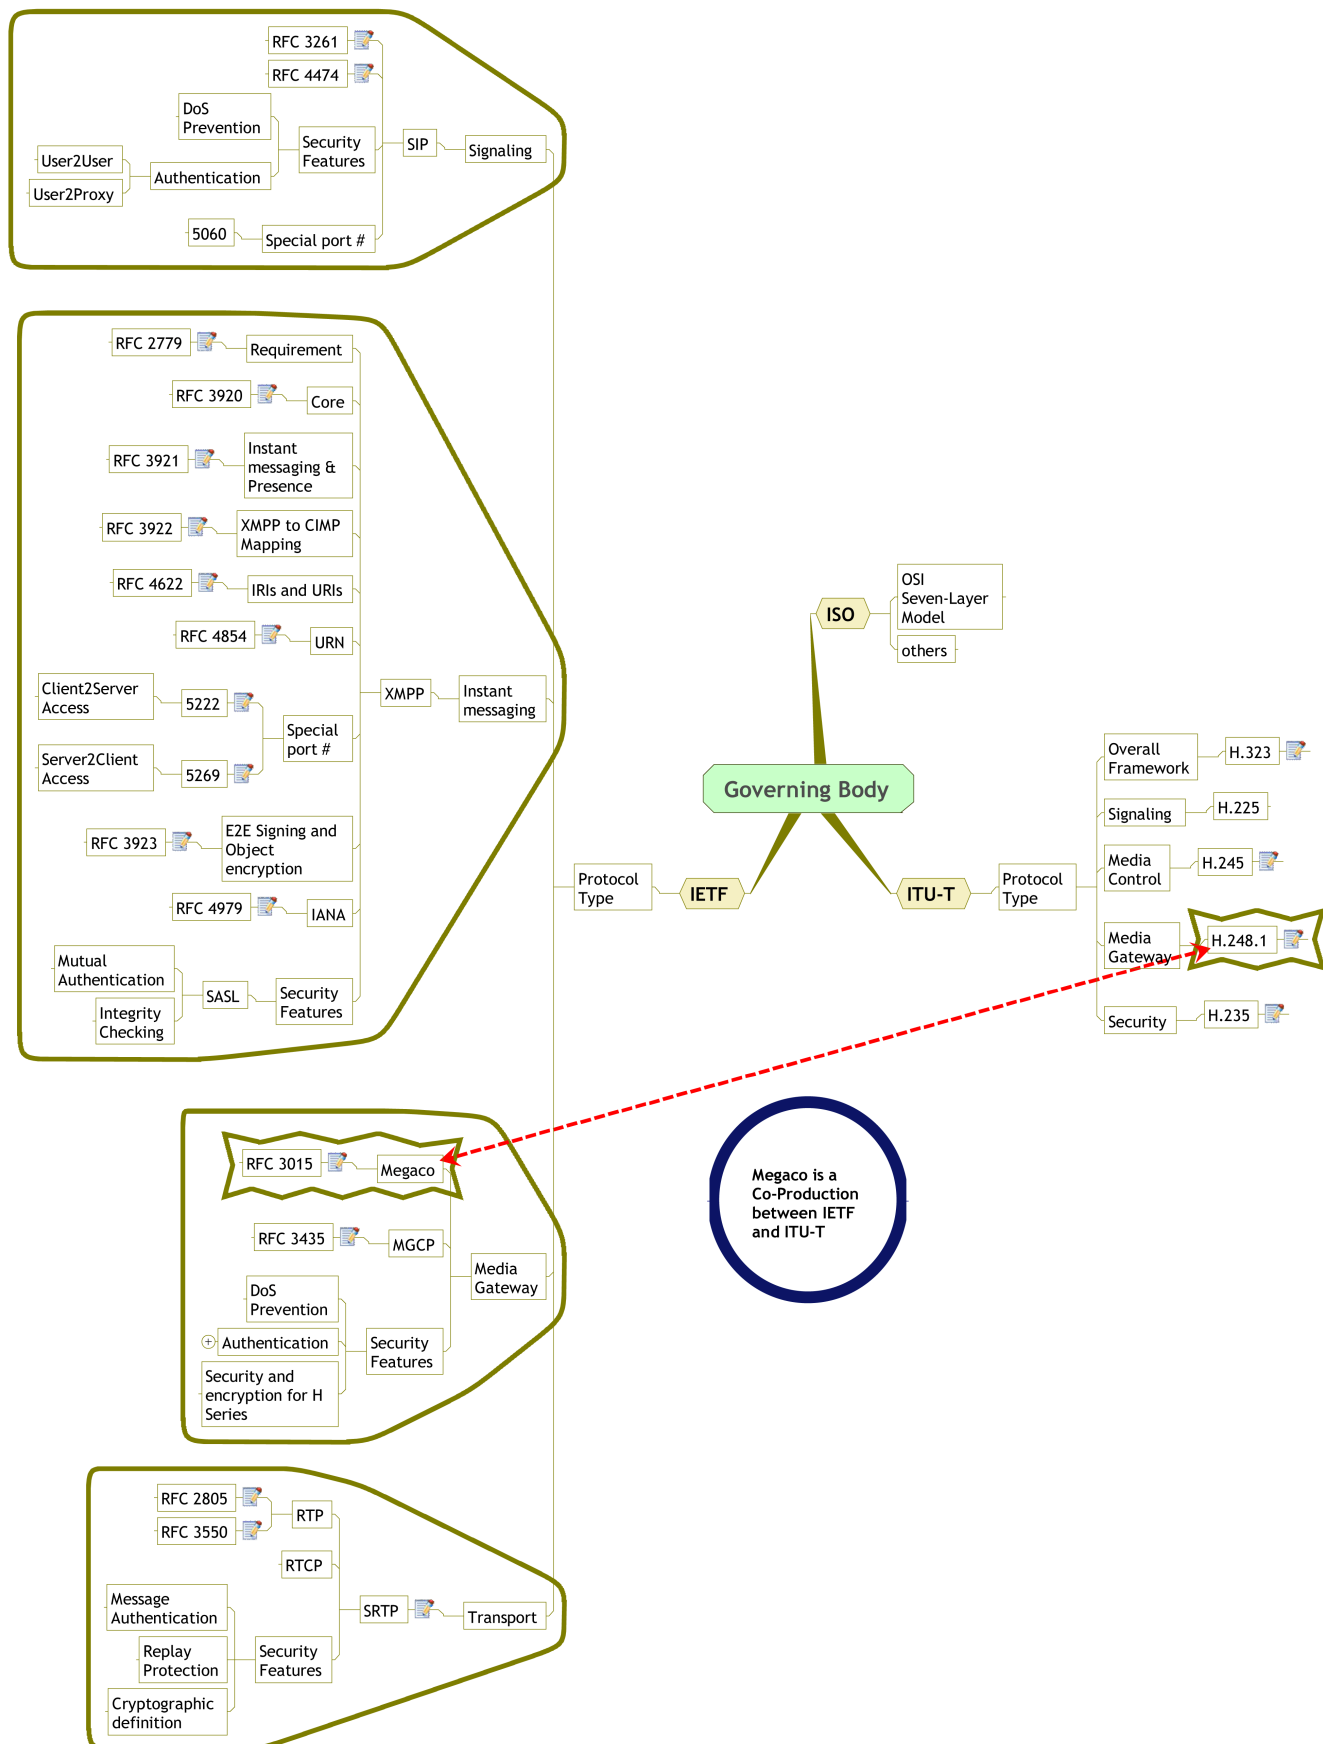 RFC 3261
RFC 4474
DoS
Prevention
User2User
User2Proxy
Authentication
Security
Features
SIP
Signaling
5060
Special port #
RFC 2779
Requirement
RFC 3920
Core
RFC 3921
Instant
messaging &
Presence
RFC 3922
XMPP to CIMP
Mapping
RFC 4622
IRIs and URIs
RFC 4854
URN
Client2Server
Access
5222
Server2Client
Access
5269
Special
port #
XMPP
Instant
messaging
RFC 3923
E2E Signing and
Object
encryption
RFC 4979
IANA
Mutual
Authentication
Integrity
Checking
SASL
Security
Features
RFC 3015
Megaco
RFC 3435
MGCP
DoS
Prevention
Authentication
Security and
encryption for H
Series
Security
Features
Media
Gateway
RFC 2805
RFC 3550
RTP
RTCP
Message
Authentication
Replay
Protection
Cryptographic
definition
Security
Features
SRTP
Transport
Protocol
Type
IETF
Governing Body
ISO
OSI
Seven-Layer
Model
others
ITU-T
Protocol
Type
Overall
Framework
H.323
Signaling
H.225
Media
Control
H.245
Media
Gateway
H.248.1
Security
H.235
Megaco is a
Co-Production
between IETF
and ITU-T